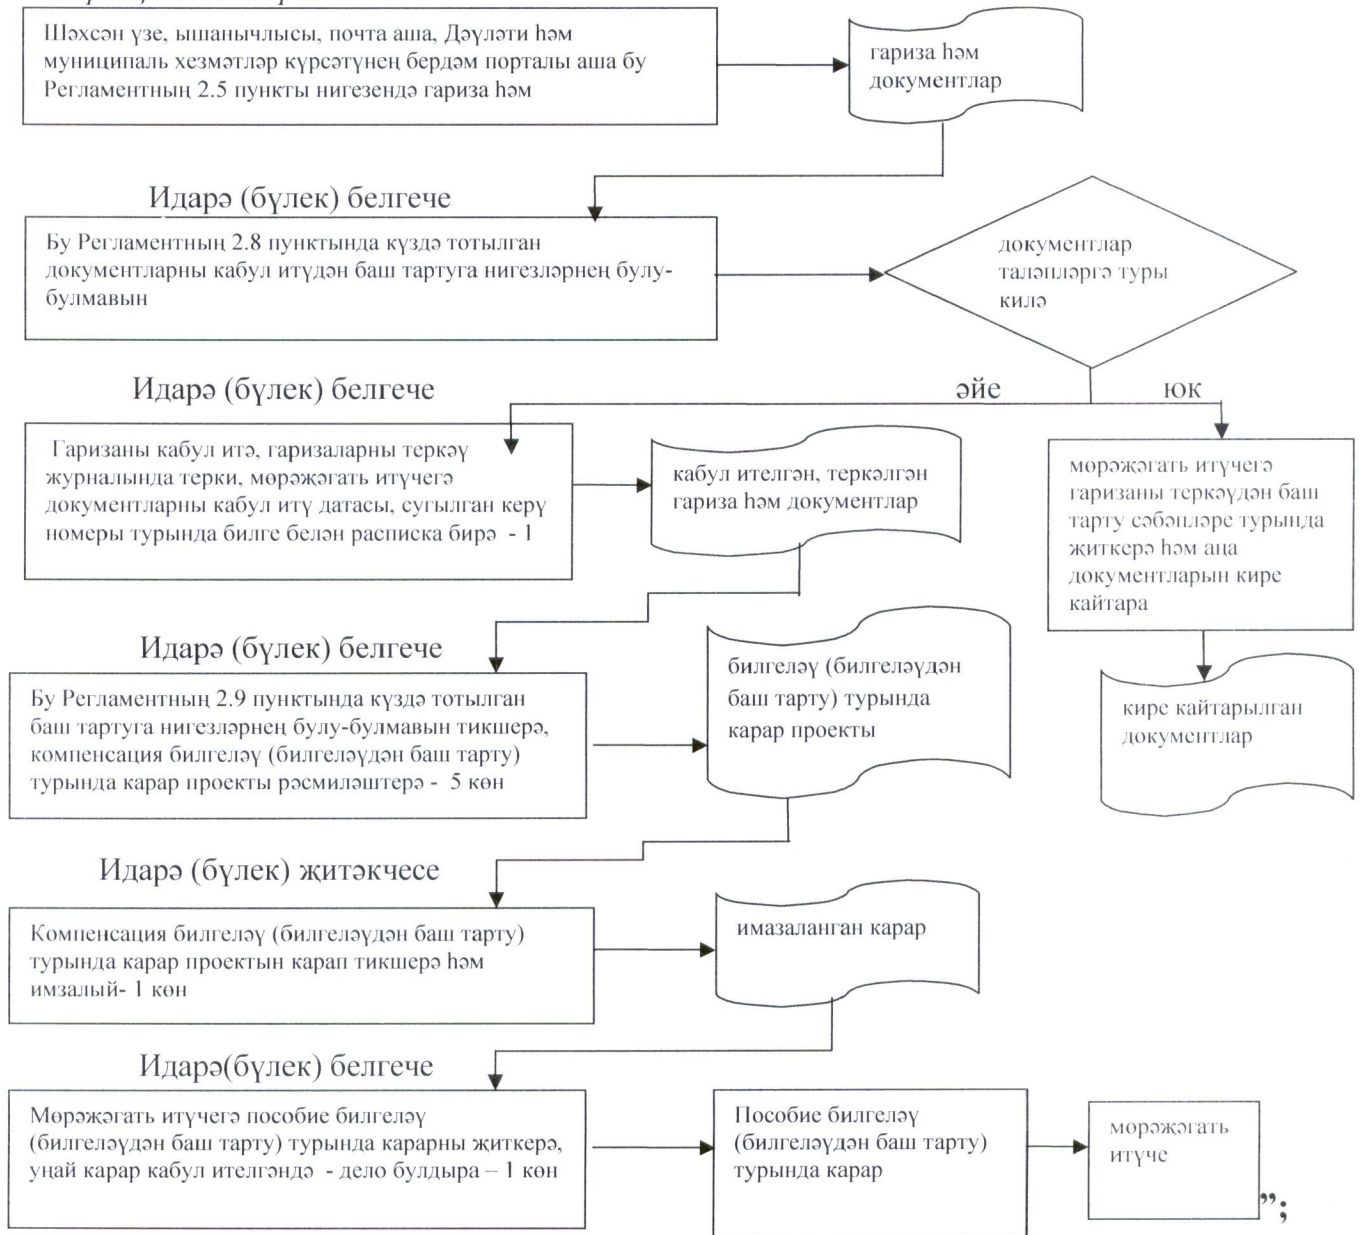 Шәхсән үзе, ышанычлысы, почта аша, Дәүләти һәм
муниципаль хезмәтләр күрсәтүнең бердәм порталы аша бу
Регламентның 2.5 пункты нигезендә гариза һәм
гариза һәм
документлар
Идарә (бүлек) белгече
Бу Регламентның 2.8 пунктында күздә тотылган
документларны кабул итүдән баш тартуга нигезләрнең булу-
булмавын
документлар
таләпләргә туры
килә
Идарә (бүлек) белгече
әйе
юк
Гаризаны кабул итә, гаризаларны теркәү
журналында терки, мөрәҗәгать итүчегә
документларны кабул итү датасы, сугылган керү
номеры турында билге белән расписка бирә - 1
кабул ителгән, теркәлгән
гариза һәм документлар
мөрәҗәгать итүчегә
гаризаны теркәүдән баш
тарту сәбәпләре турында
җиткерә һәм аңа
документларын кире
кайтара
Идарә (бүлек) белгече
Бу Регламентның 2.9 пунктында күздә тотылган
баш тартуга нигезләрнең булу-булмавын тикшерә,
компенсация билгеләү (билгеләүдән баш тарту)
турында карар проекты рәсмиләштерә - 5 көн
билгеләү (билгеләүдән
баш тарту) турында
карар проекты
кире кайтарылган
документлар
Идарә (бүлек) җитәкчесе
Компенсация билгеләү (билгеләүдән баш тарту)
турында карар проектын карап тикшерә һәм
имзалый- 1 көн
имазаланган карар
Идарә(бүлек) белгече
Мөрәҗәгать итүчегә пособие билгеләү
(билгеләүдән баш тарту) турында карарны җиткерә,
уңай карар кабул ителгәндә - дело булдыра – 1 көн
Пособие билгеләү
(билгеләүдән баш тарту)
турында карар
мөрәҗәгать
итүче
”;